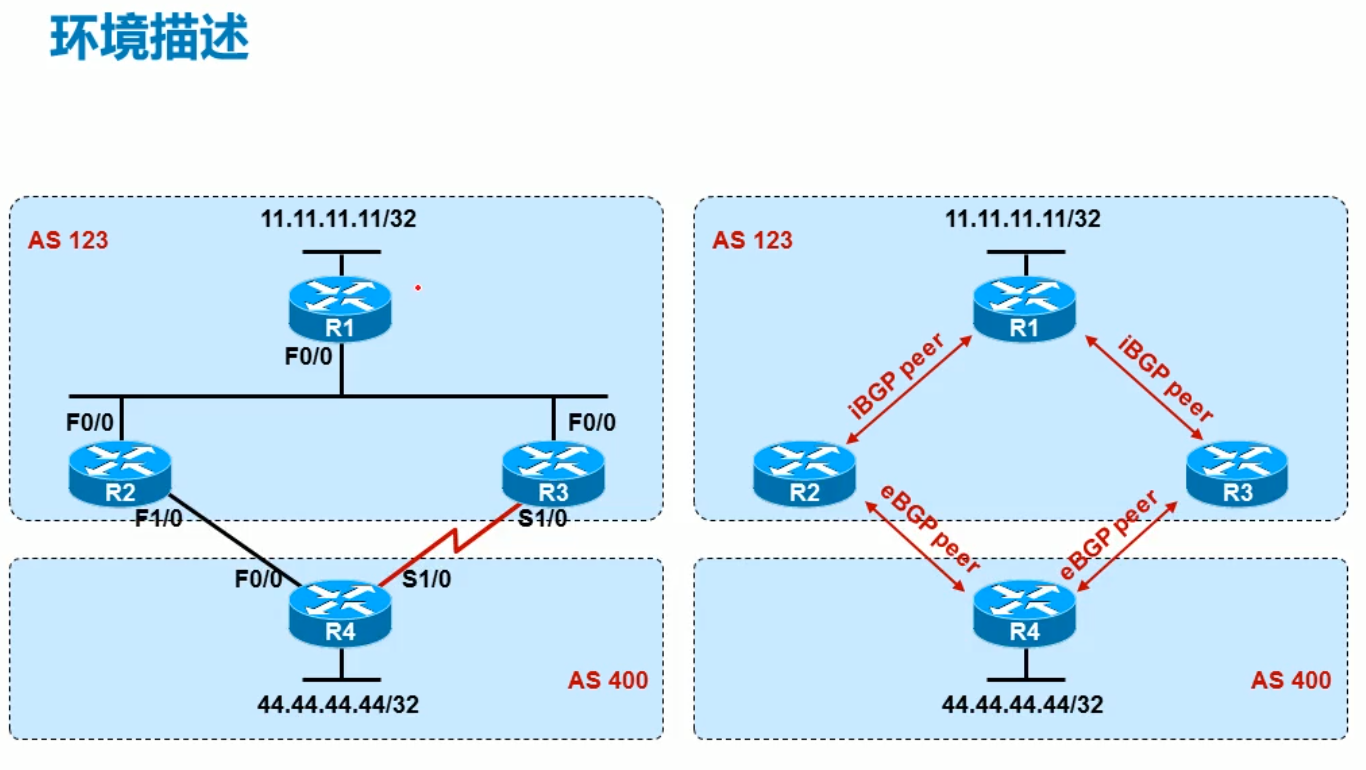 环境描述
AS 123
11.11.11.11/32
R1
F0/0
F0/0
F0/0
R2
R3
F1/0
S1/0
F0/0
S1/0
R4
44.44.44.44/32
AS 400
AS 123
11.11.11.11/32
R1
iBGP peer
iBGP peer
R2
R3
eBGP peer
eBGP peer
R4
44.44.44.44/32
AS 400